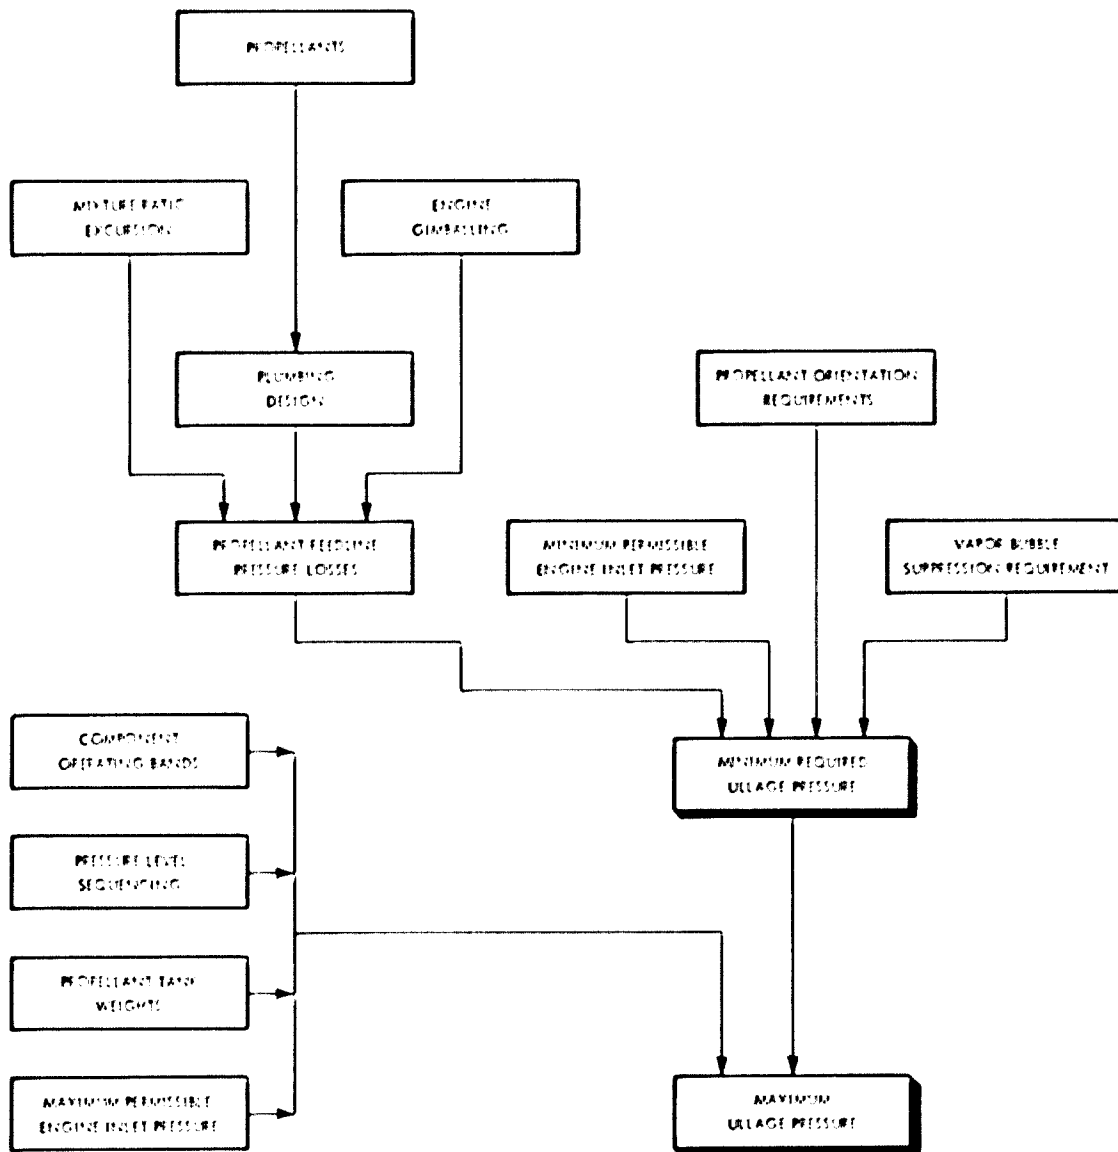 PROPELLANTS
MIXTURE RATIO
EXCURSION
ENGINE
GIMBALLING
PLUMBING
DESIGN
PROPELLANT ORIENTATION
REQUIREMENTS
PROPELLANT FEEDLINE
PRESSURE LOSSES
MINIMUM PERMISSIBLE
ENGINE INLET PRESSURE
VAPOR BUBBLE
SUPPRESSION REQUIREMENT
COMPONENT
OPERATING BANDS
MINIMUM REQUIRED
ULLAGE PRESSURE
PRESSURE LEVEL
SEQUENCING
PROPELLANT TANK
WEIGHTS
MAXIMUM PERMISSIBLE
ENGINE INLET PRESSURE
MAXIMUM
ULLAGE PRESSURE